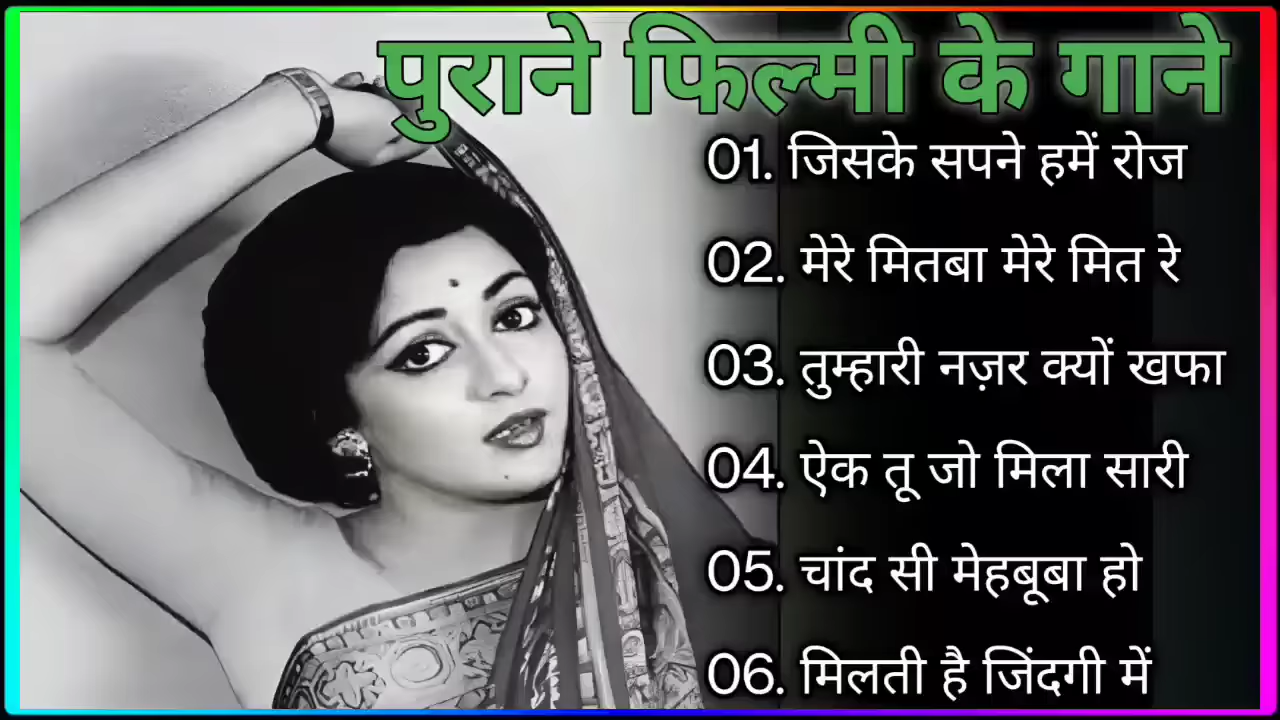 पुराने फिल्मी के गाने
01. जिसके सपने हमें रोज
02. मेरे मितबा मेरे मित रे
03. तुम्हारी नज़र क्यों खफा
04. ऐक तू जो मिला सारी
05. चांद सी मेहबूबा हो
06. मिलती है जिंदगी में